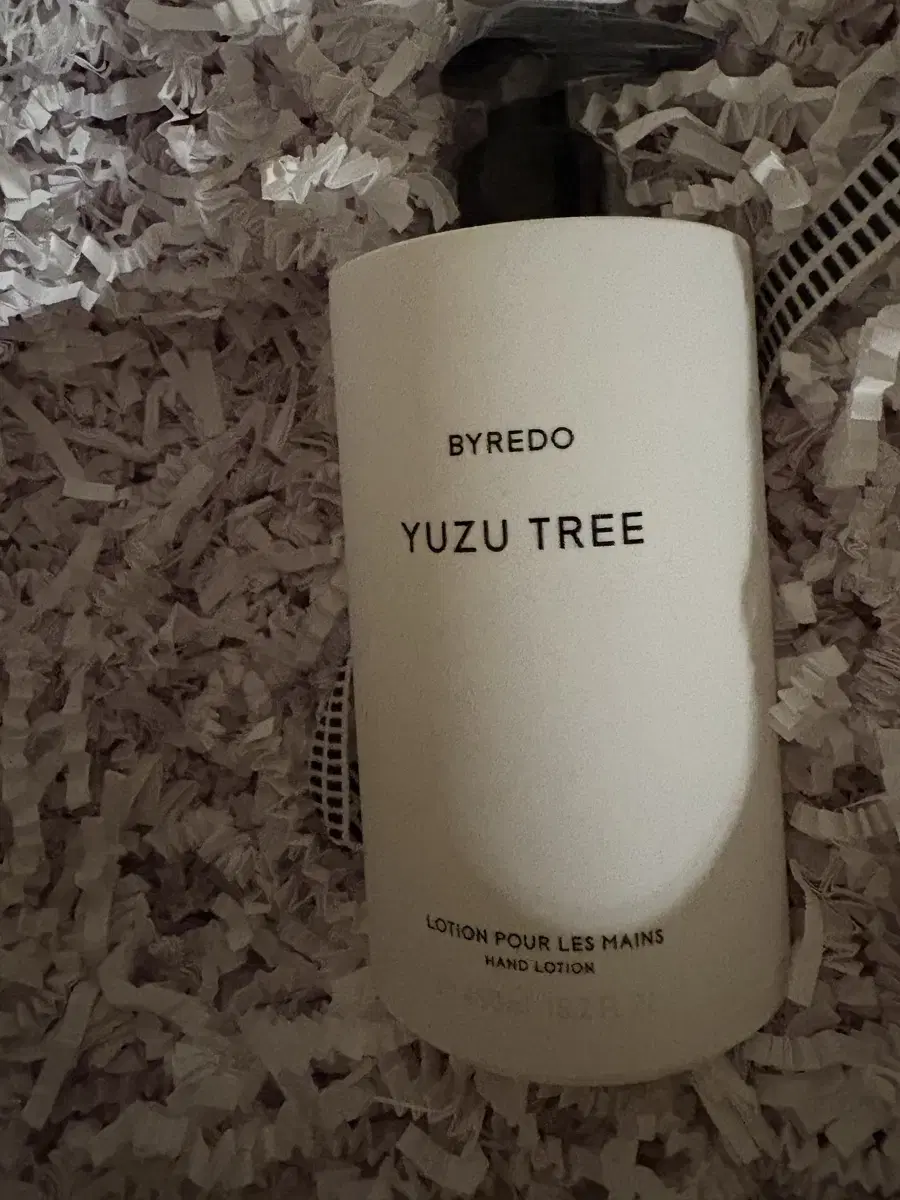 BYREDO
YUZU TREE
LOTION POUR LES MAINS
HAND LOTION